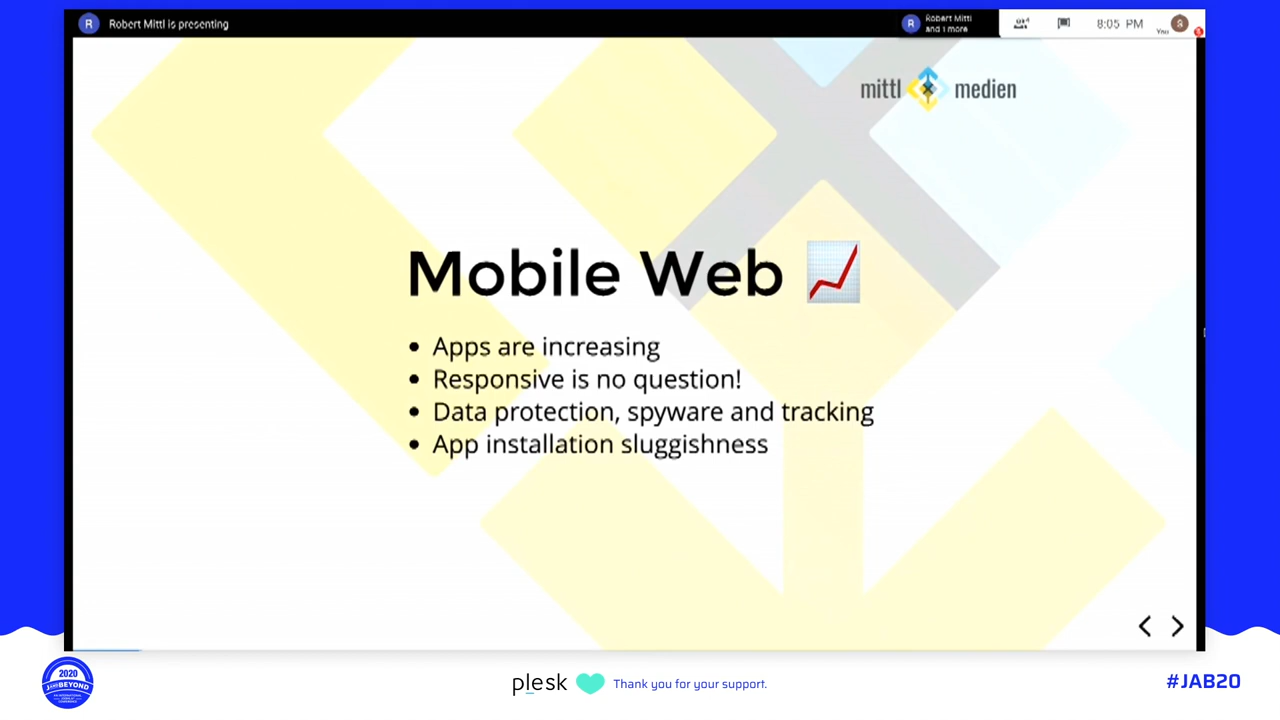 R Robert Mittl is presenting
R Robert Mittl
and 1 more
8:05 PM
You
S
mittl medien
Mobile Web
Apps are increasing
Responsive is no question!
Data protection, spyware and tracking
App installation sluggishness
2020
JANDBEYOND
plesk
Thank you for your support.
#JAB20